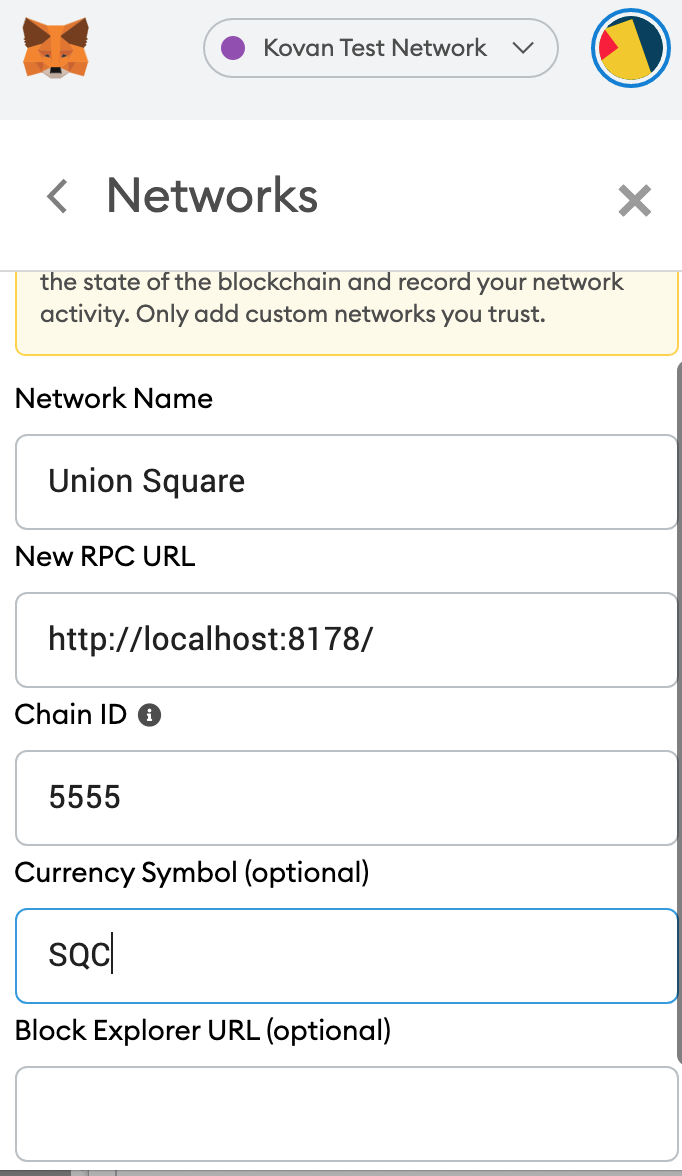 Kovan Test Network
Networks
the state of the blockchain and record your network
activity. Only add custom networks you trust.
Network Name
Union Square
New RPC URL
http://localhost:8178/
Chain ID
5555
Currency Symbol (optional)
SQC
Block Explorer URL (optional)